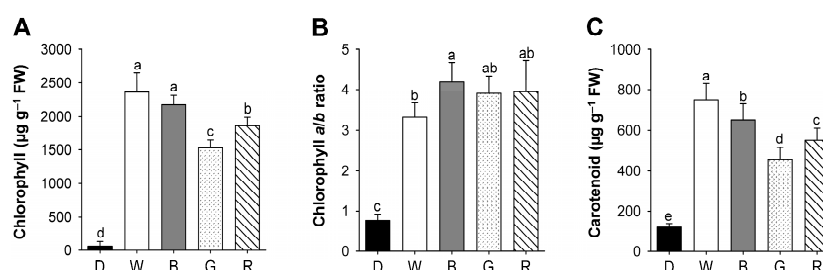 A
Chlorophyll (µg g⁻¹ FW)
3000
2500
2000
1500
1000
500
0
d
a
a
c
b
D W B G R
B
Chlorophyll a/b ratio
5
4
3
2
1
0
c
b
a
ab
ab
D W B G R
C
Carotenoid (µg g⁻¹ FW)
1000
800
600
400
200
0
e
a
b
d
c
D W B G R